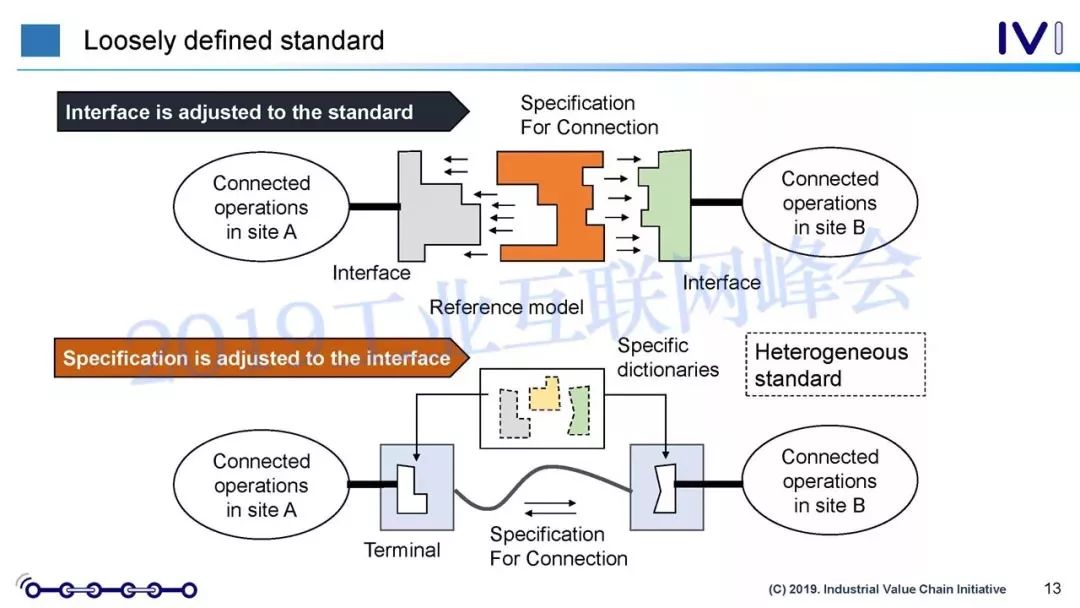 Loosely defined standard
IVI
Interface is adjusted to the standard
Specification
For Connection
Connected
operations
in site A
Connected
operations
in site B
Interface
Interface
Reference model
2019工业互联网峰会
Specification is adjusted to the interface
Specific
dictionaries
Heterogeneous
standard
Connected
operations
in site A
Connected
operations
in site B
Terminal
Specification
For Connection
(C) 2019. Industrial Value Chain Initiative
13